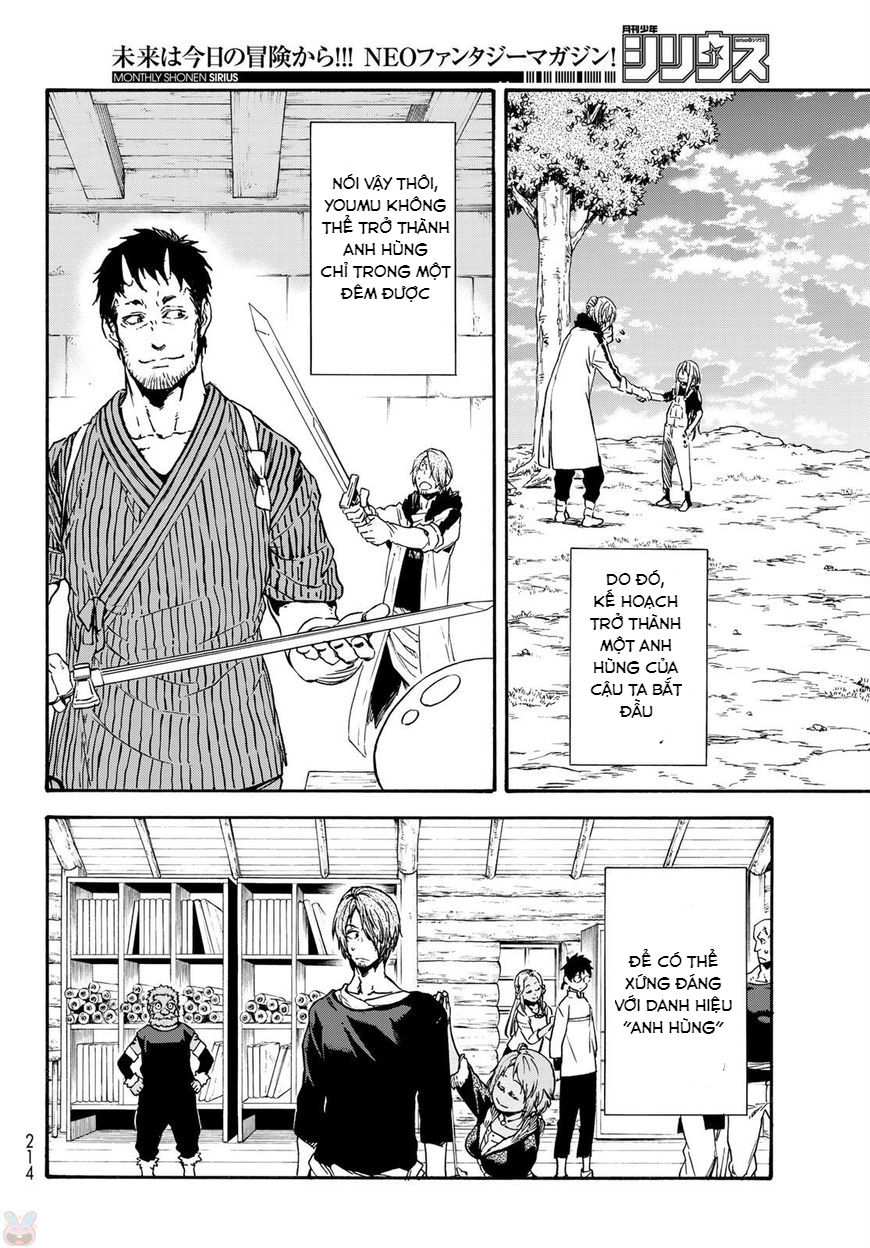 月刊少年
未来は今日の冒険から!!! NEOファンタジーマガジン!
シリウス
MONTHLY SHONEN SIRIUS
DO ĐÓ,
KẾ HOẠCH
TRỞ THÀNH
MỘT ANH
HÙNG CỦA
CẬU TA BẮT
ĐẦU
NÓI VẬY THÔI,
YOUMU KHÔNG
THỂ TRỞ THÀNH
ANH HÙNG
CHỈ TRONG MỘT
ĐÊM ĐƯỢC
ĐỂ CÓ THỂ
XỨNG ĐÁNG
VỚI DANH HIỆU
“ANH HÙNG”
214